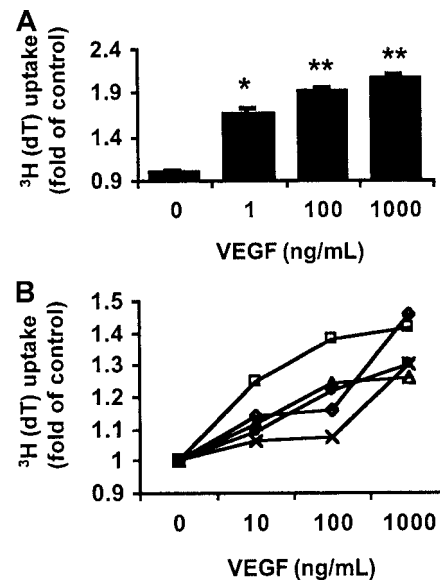 A
³H (dT) uptake
(fold of control)
2.4
1.9
1.4
0.9
*
**
**
0 1 100 1000
VEGF (ng/mL)
B
³H (dT) uptake
(fold of control)
1.5
1.4
1.3
1.2
1.1
1
0.9
0 10 100 1000
VEGF (ng/mL)